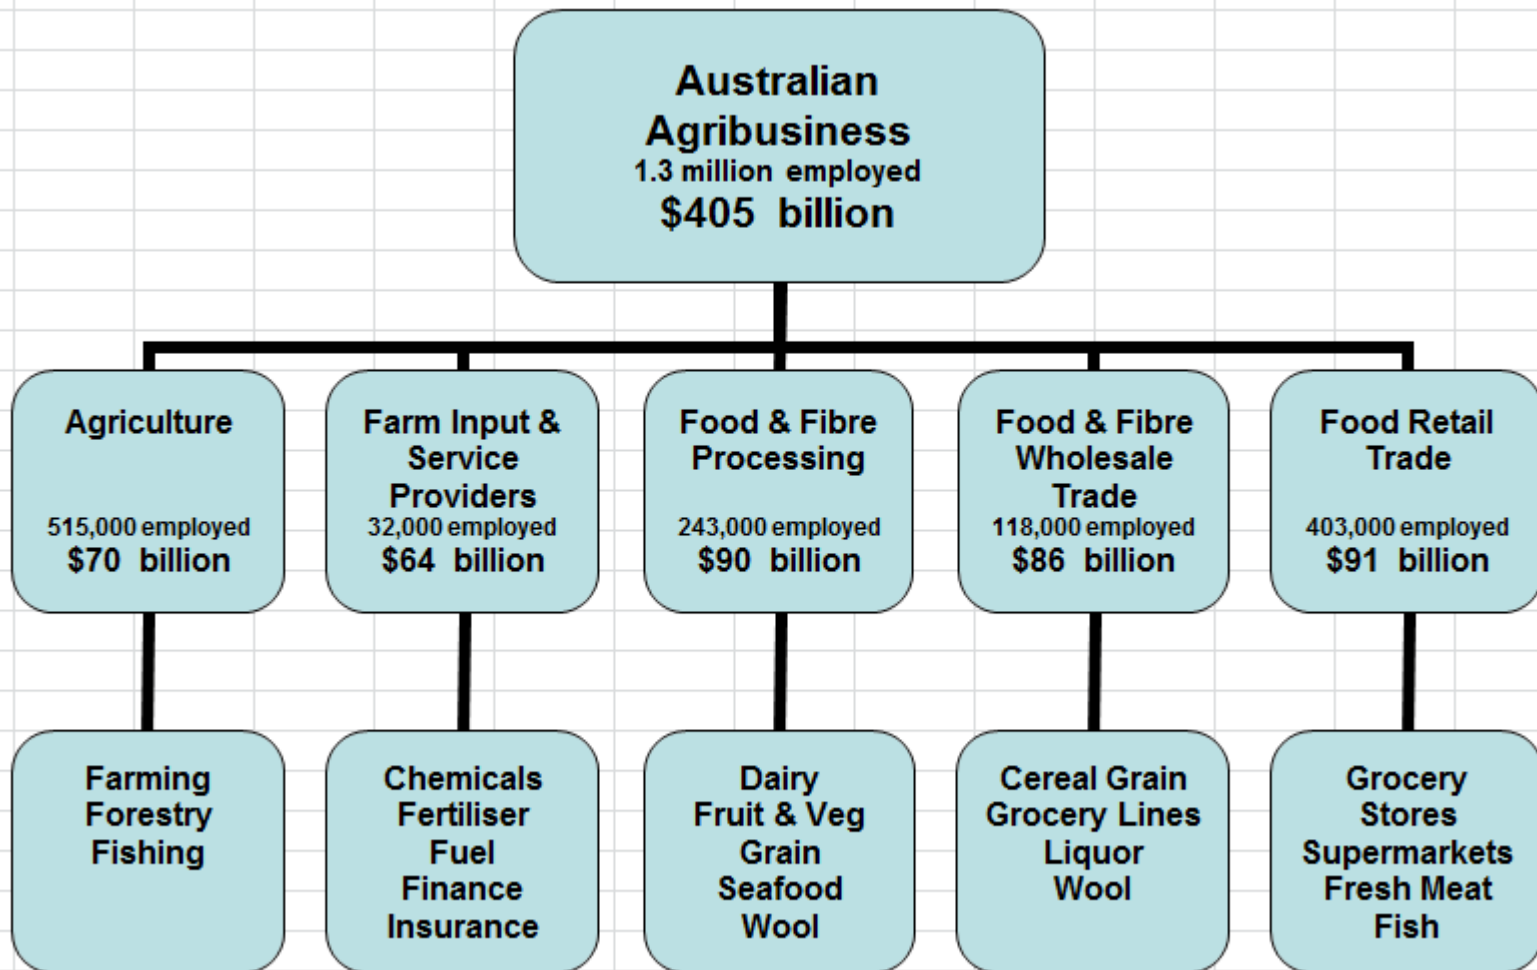 Australian
Agribusiness
1.3 million employed
$405 billion
Agriculture
515,000 employed
$70 billion
Farm Input &
Service
Providers
32,000 employed
$64 billion
Food & Fibre
Processing
243,000 employed
$90 billion
Food & Fibre
Wholesale
Trade
118,000 employed
$86 billion
Food Retail
Trade
403,000 employed
$91 billion
Farming
Forestry
Fishing
Chemicals
Fertiliser
Fuel
Finance
Insurance
Dairy
Fruit & Veg
Grain
Seafood
Wool
Cereal Grain
Grocery Lines
Liquor
Wool
Grocery
Stores
Supermarkets
Fresh Meat
Fish